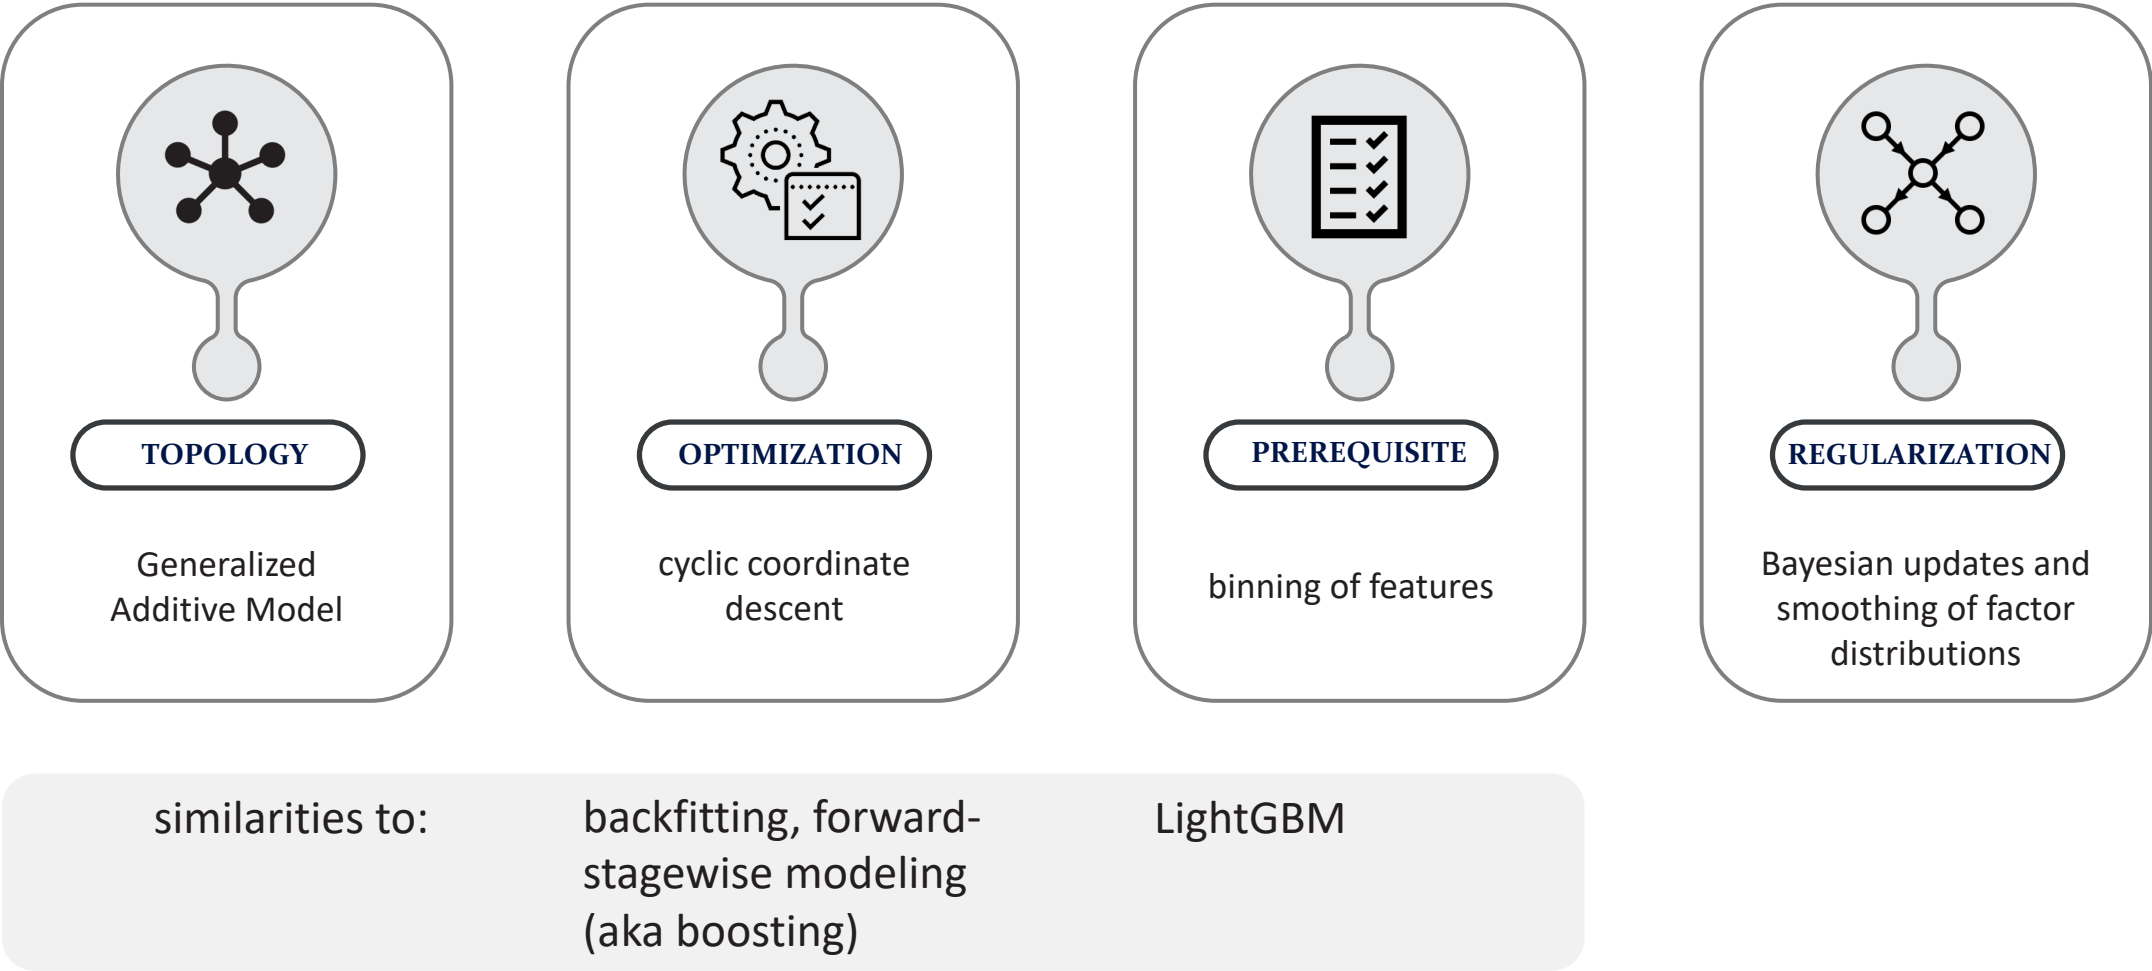 TOPOLOGY
Generalized
Additive Model
OPTIMIZATION
cyclic coordinate
descent
PREREQUISITE
binning of features
REGULARIZATION
Bayesian updates and
smoothing of factor
distributions
similarities to:
backfitting, forward-
stagewise modeling
(aka boosting)
LightGBM